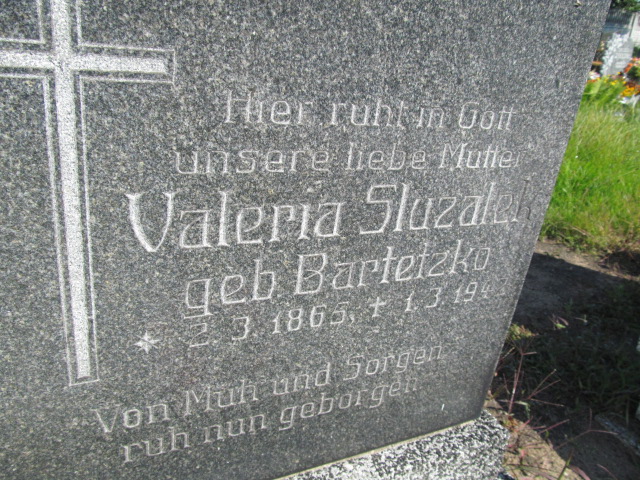 Hier ruht in Gott
unsere liebe Mutter
Valeria Sluzalek
geb Bartetzko
* 2.3.1865, + 1.3.194
Von Müh und Sorgen
ruh nun geborgen